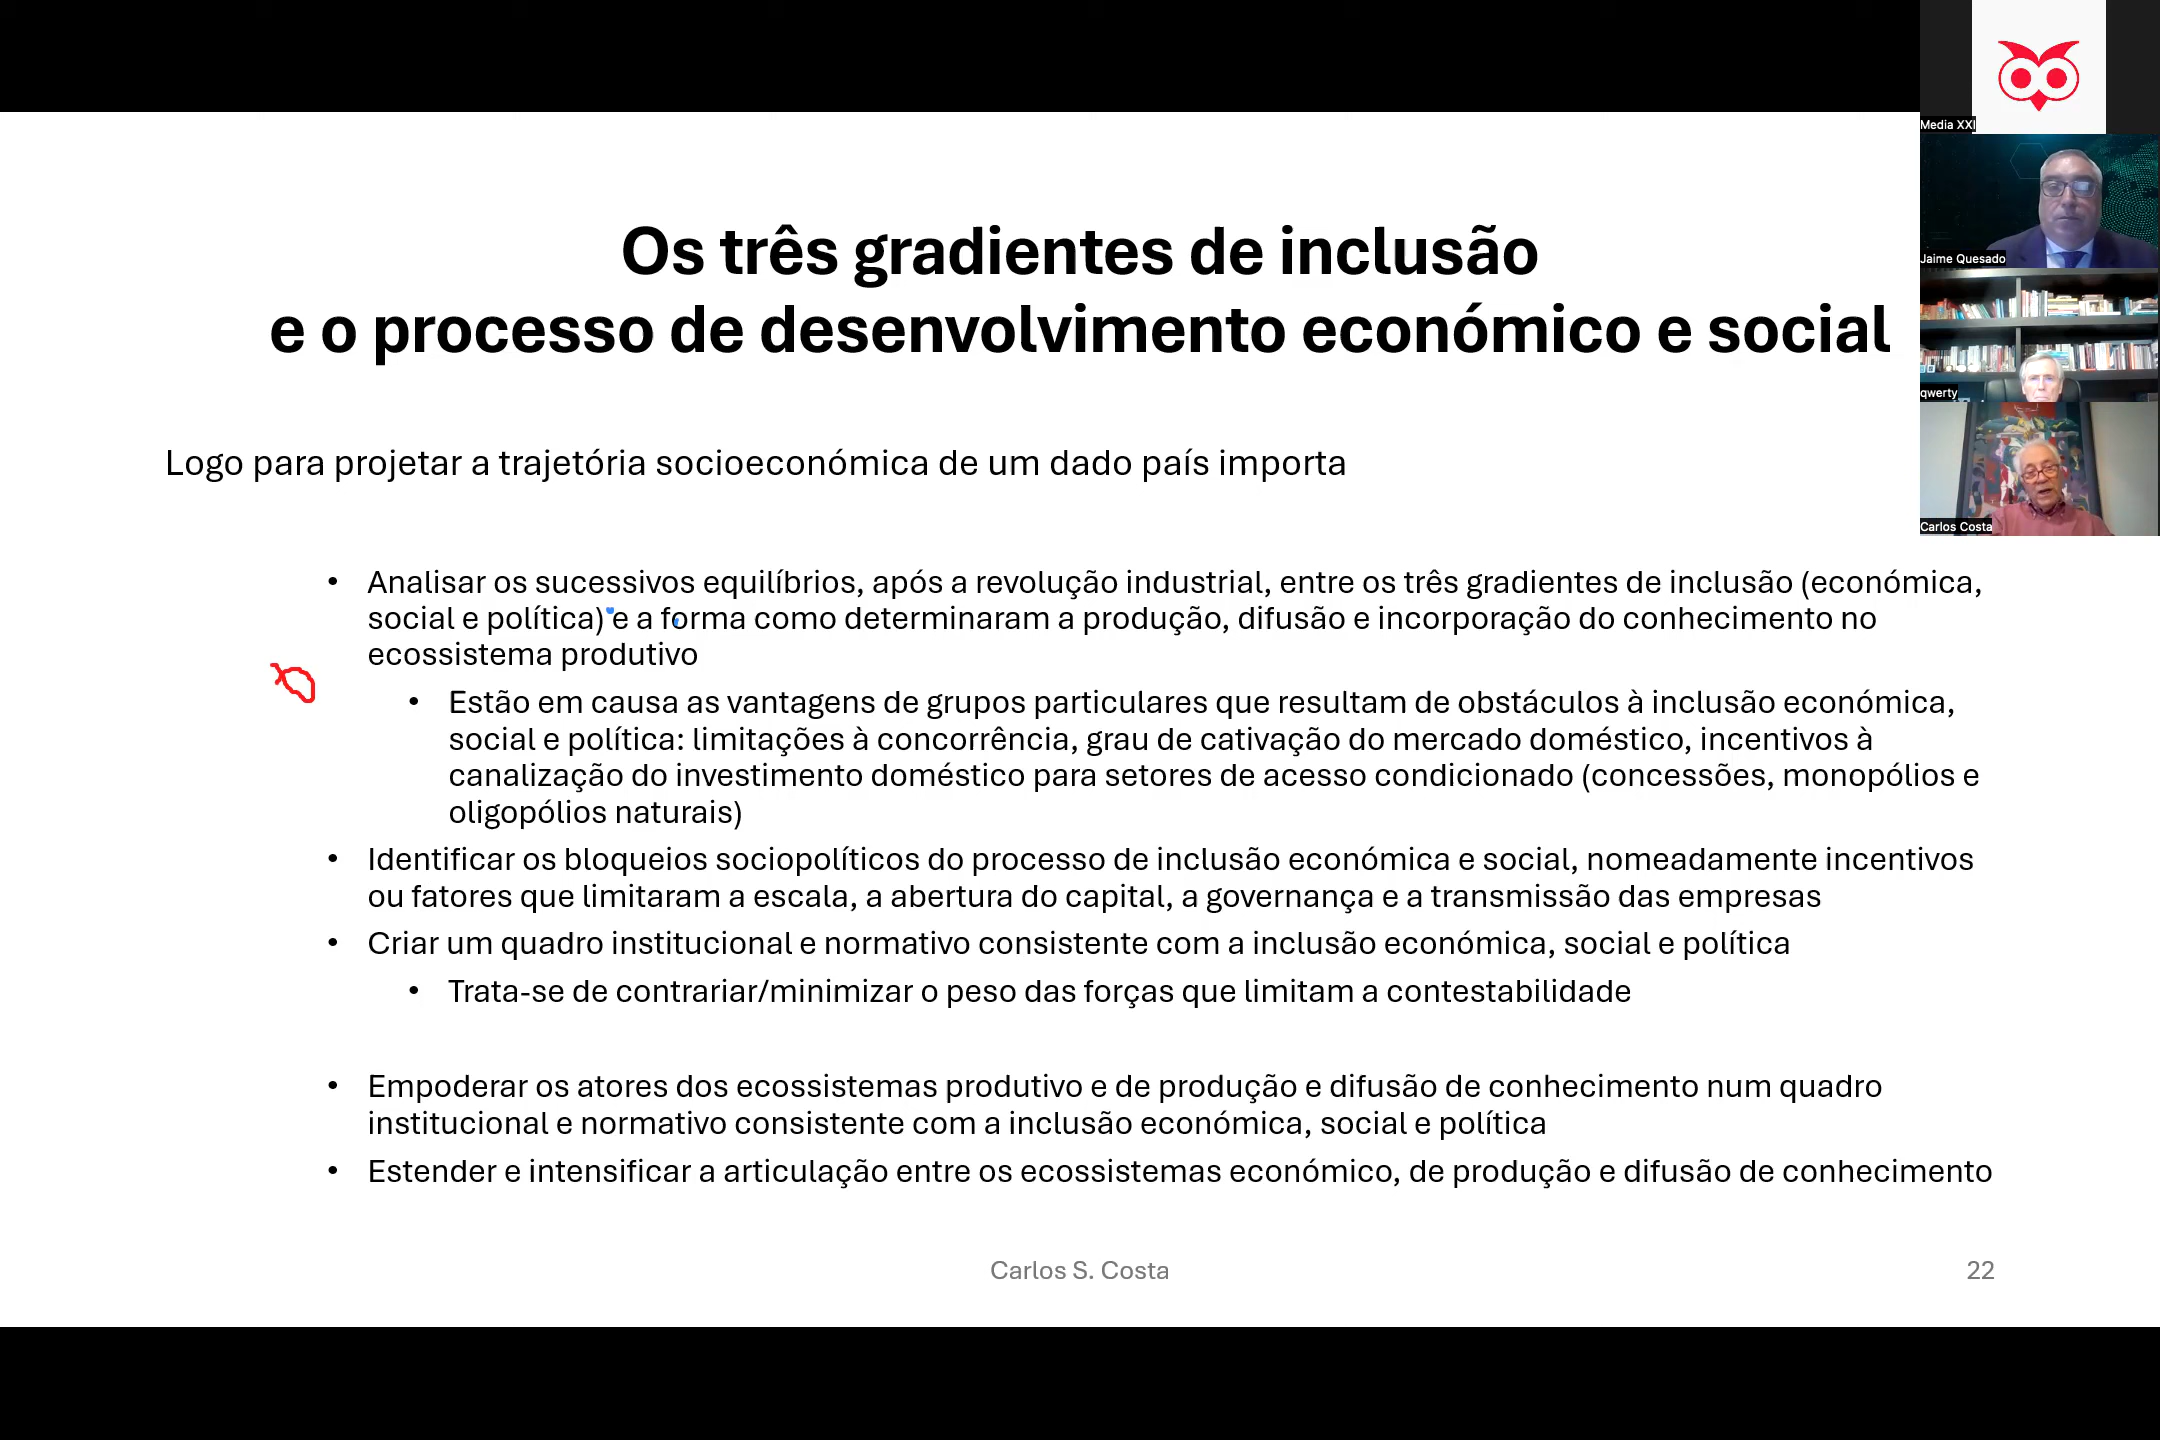 Os três gradientes de inclusão
e o processo de desenvolvimento económico e social
Logo para projetar a trajetória socioeconómica de um dado país importa
• Analisar os sucessivos equilíbrios, após a revolução industrial, entre os três gradientes de inclusão (económica,
social e política) e a forma como determinaram a produção, difusão e incorporação do conhecimento no
ecossistema produtivo
• Estão em causa as vantagens de grupos particulares que resultam de obstáculos à inclusão económica,
social e política: limitações à concorrência, grau de cativação do mercado doméstico, incentivos à
canalização do investimento doméstico para setores de acesso condicionado (concessões, monopólios e
oligopólios naturais)
• Identificar os bloqueios sociopolíticos do processo de inclusão económica e social, nomeadamente incentivos
ou fatores que limitaram a escala, a abertura do capital, a governança e a transmissão das empresas
• Criar um quadro institucional e normativo consistente com a inclusão económica, social e política
• Trata-se de contrariar/minimizar o peso das forças que limitam a contestabilidade
• Empoderar os atores dos ecossistemas produtivo e de produção e difusão de conhecimento num quadro
institucional e normativo consistente com a inclusão económica, social e política
• Estender e intensificar a articulação entre os ecossistemas económico, de produção e difusão de conhecimento
Carlos S. Costa
22
Media XXI
Jaime Quesado
qwerty
Carlos Costa